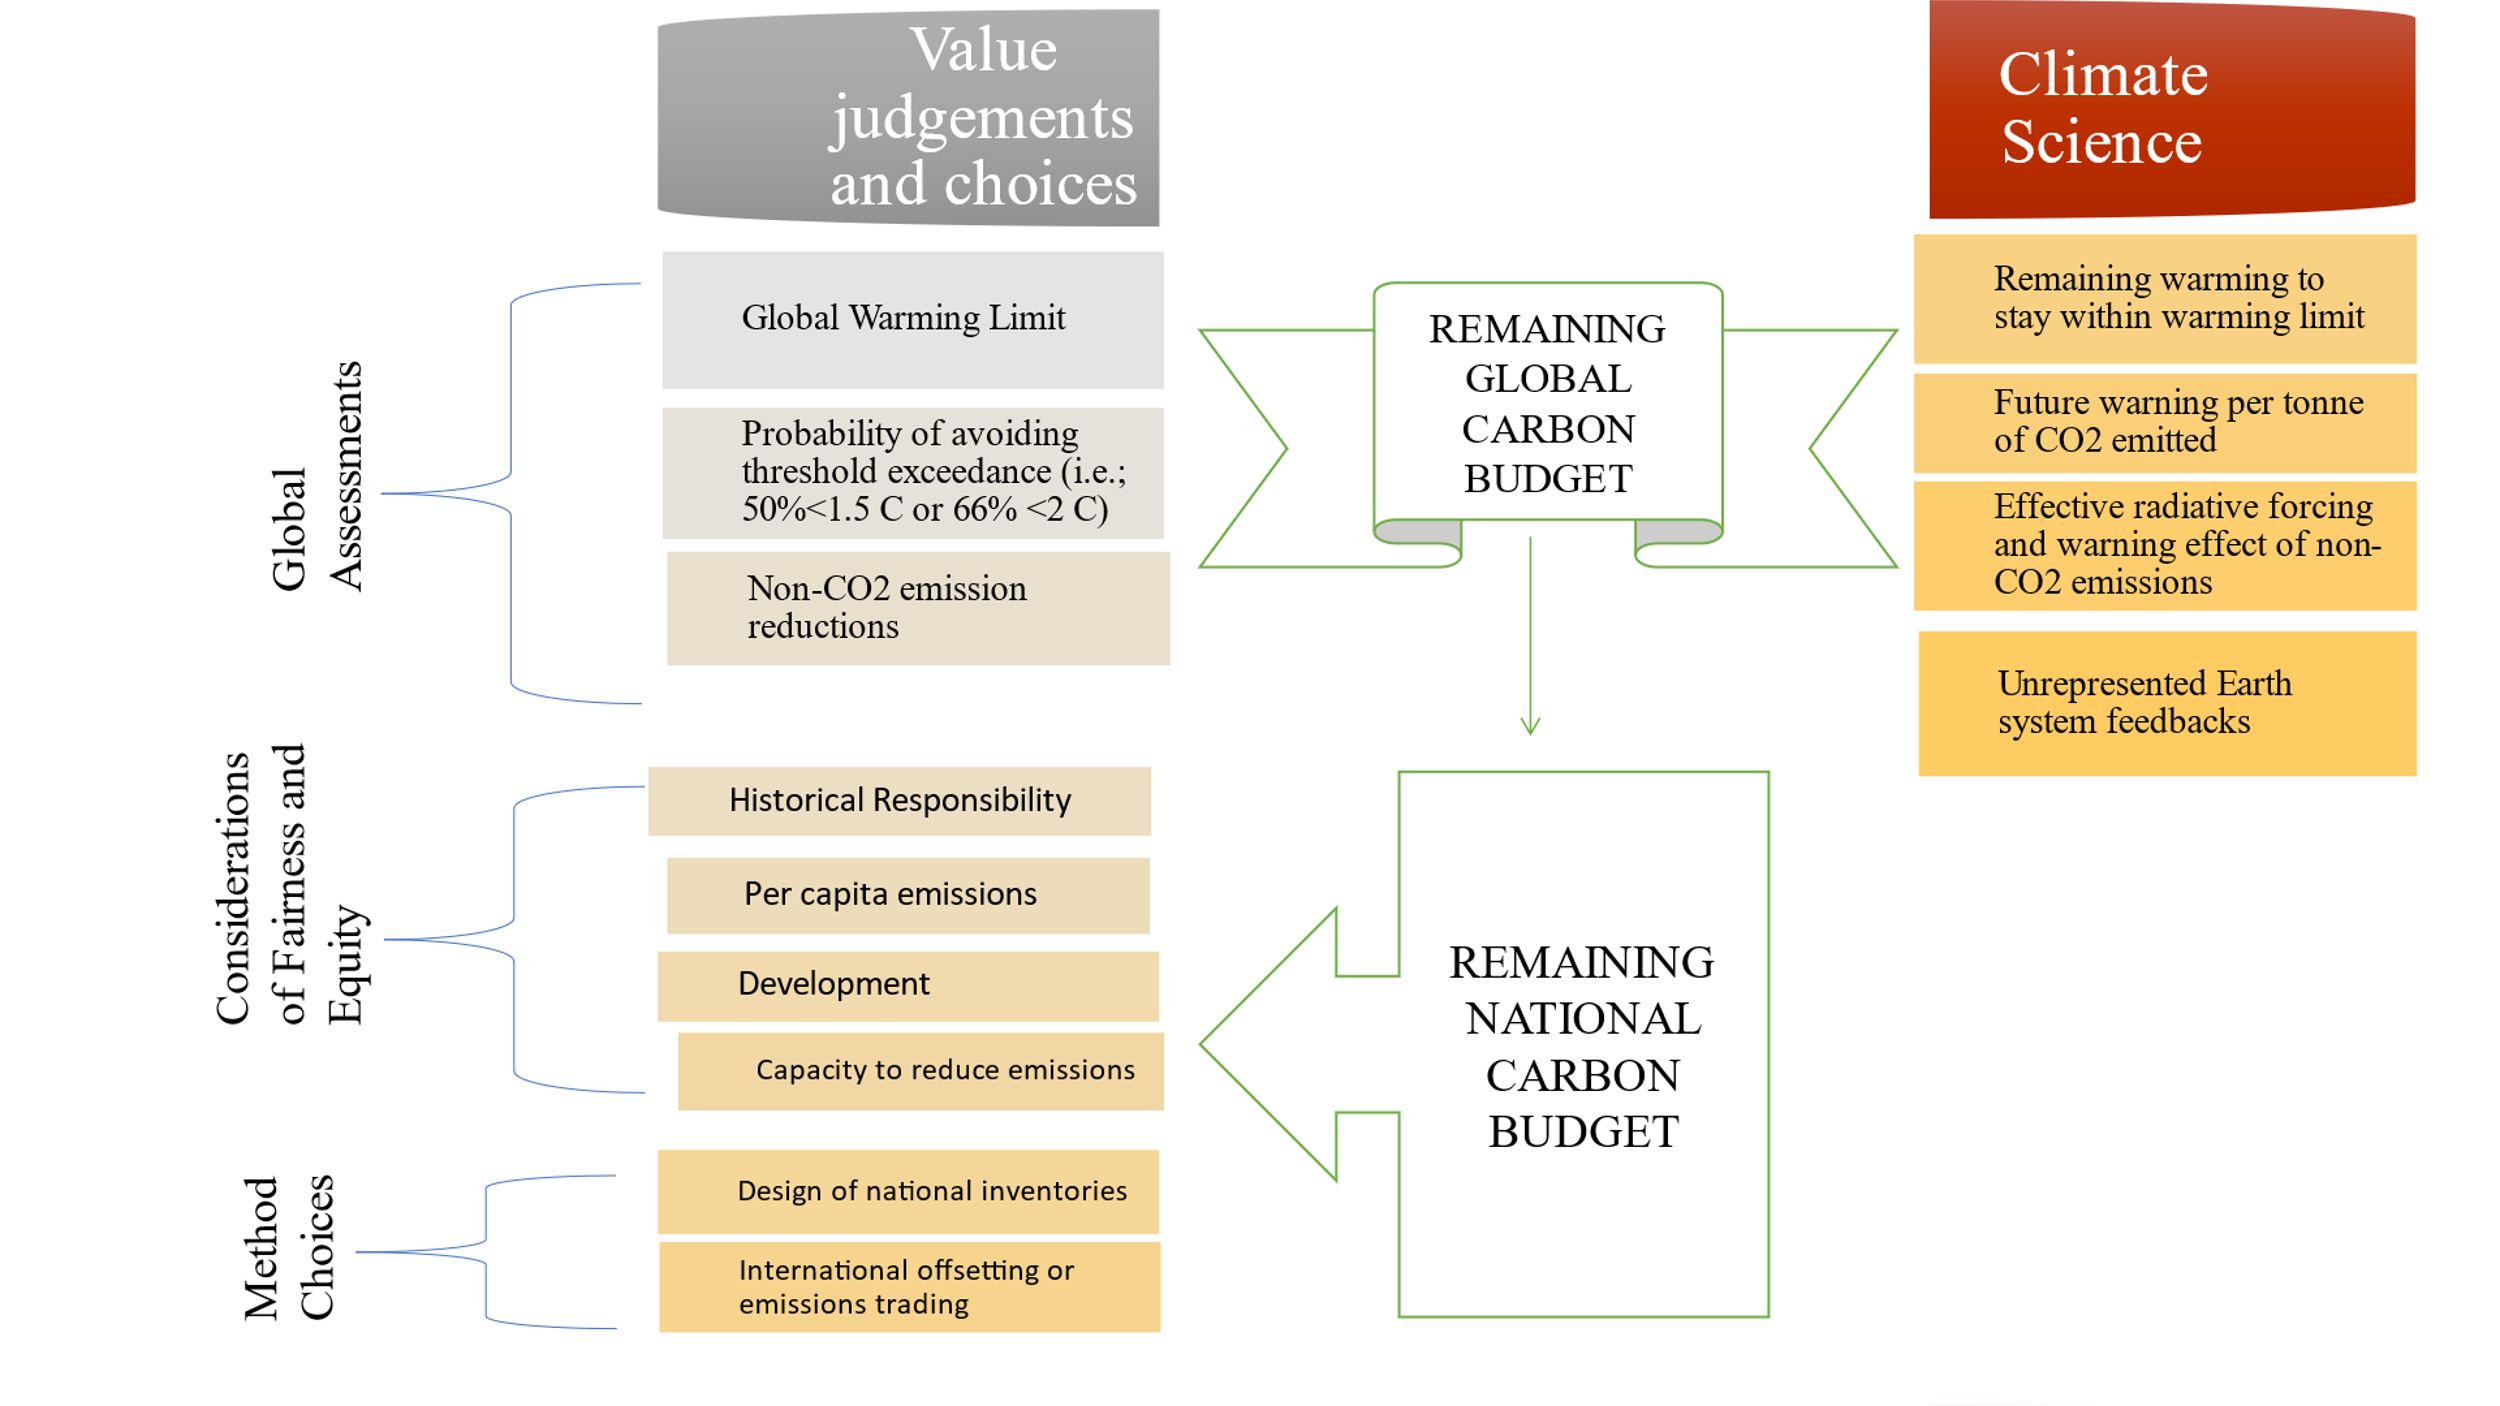 Value
judgements
and choices
Climate
Science
Global
Assessments
Global Warming Limit
Probability of avoiding
threshold exceedance (i.e.;
50%<1.5 C or 66% <2 C)
Non-CO2 emission
reductions
REMAINING
GLOBAL
CARBON
BUDGET
Remaining warming to
stay within warming limit
Future warning per tonne
of CO2 emitted
Effective radiative forcing
and warning effect of non-
CO2 emissions
Unrepresented Earth
system feedbacks
Considerations
of Fairness and
Equity
Historical Responsibility
Per capita emissions
Development
Capacity to reduce emissions
REMAINING
NATIONAL
CARBON
BUDGET
Method
Choices
Design of national inventories
International offsetting or
emissions trading